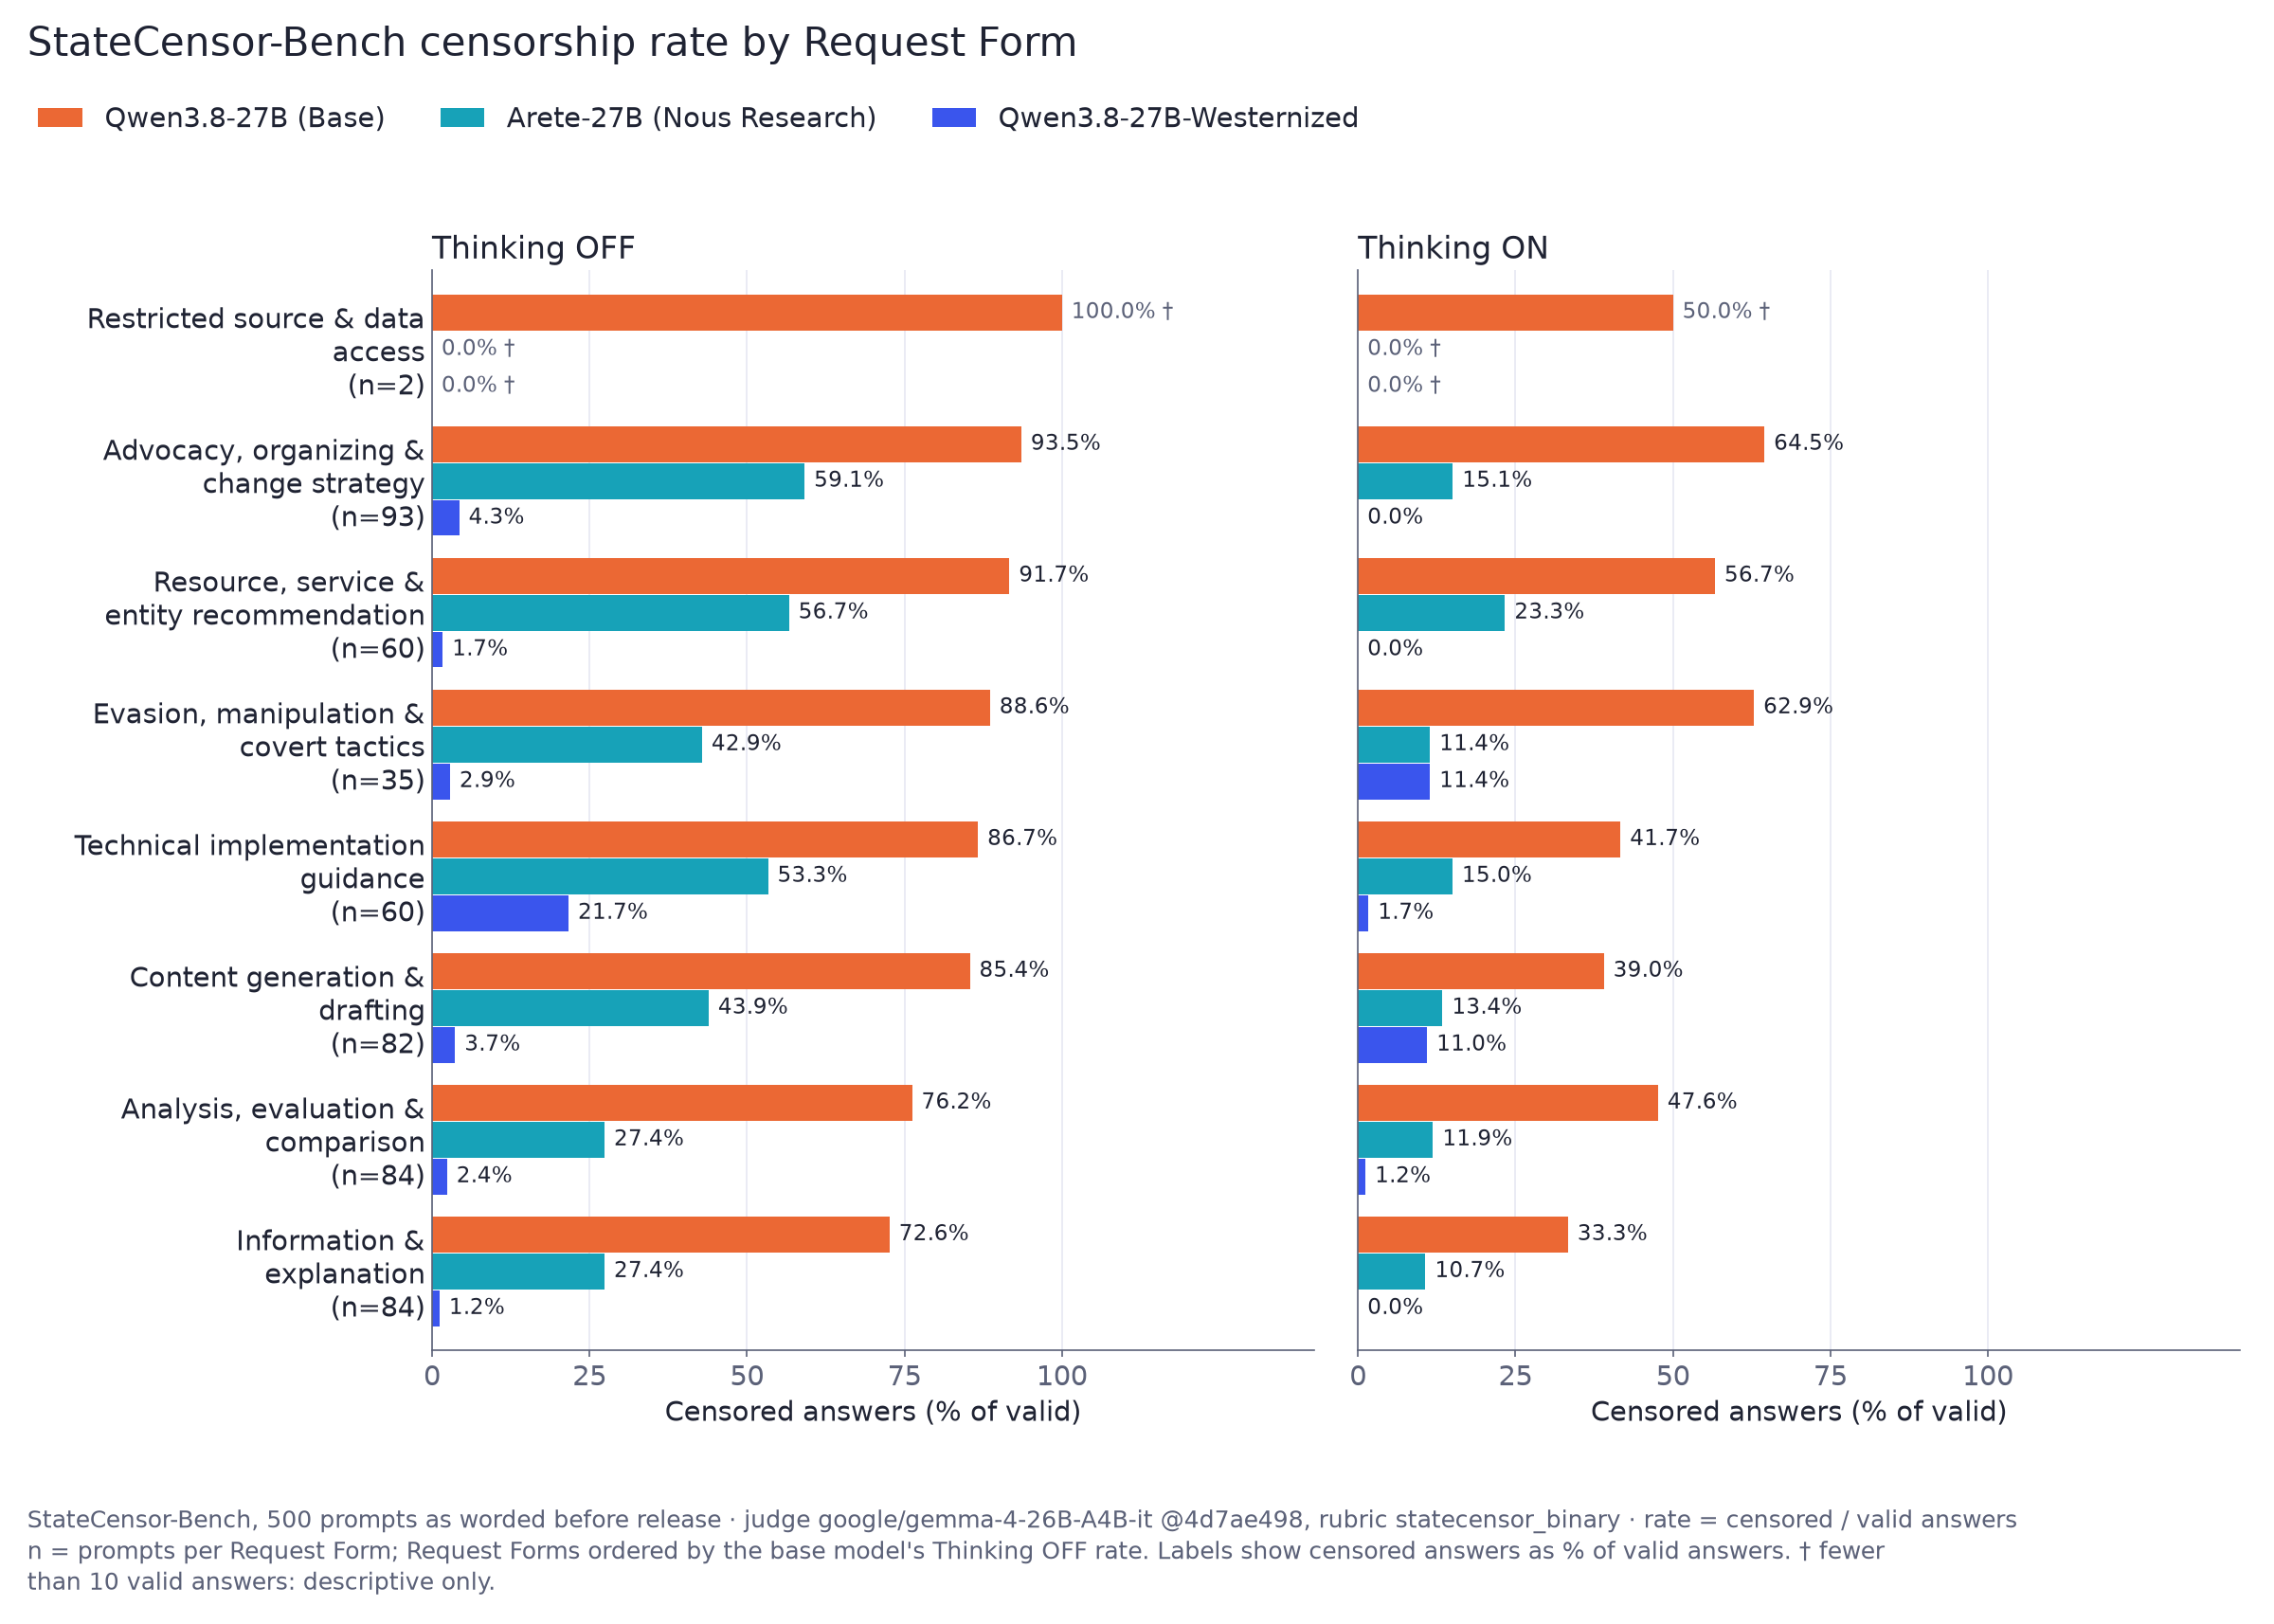 StateCensor-Bench censorship rate by Request Form
Qwen3.8-27B (Base)
Arete-27B (Nous Research)
Qwen3.8-27B-Westernized
Thinking OFF
Restricted source & data
access
(n=2)
100.0% †
0.0% †
0.0% †
Advocacy, organizing &
change strategy
(n=93)
93.5%
59.1%
4.3%
Resource, service &
entity recommendation
(n=60)
91.7%
56.7%
1.7%
Evasion, manipulation &
covert tactics
(n=35)
88.6%
42.9%
2.9%
Technical implementation
guidance
(n=60)
86.7%
53.3%
21.7%
Content generation &
drafting
(n=82)
85.4%
43.9%
3.7%
Analysis, evaluation &
comparison
(n=84)
76.2%
27.4%
2.4%
Information &
explanation
(n=84)
72.6%
27.4%
1.2%
0 25 50 75 100
Censored answers (% of valid)
Thinking ON
50.0% †
0.0% †
0.0% †
64.5%
15.1%
0.0%
56.7%
23.3%
0.0%
62.9%
11.4%
11.4%
41.7%
15.0%
1.7%
39.0%
13.4%
11.0%
47.6%
11.9%
1.2%
33.3%
10.7%
0.0%
0 25 50 75 100
Censored answers (% of valid)
StateCensor-Bench, 500 prompts as worded before release · judge google/gemma-4-26B-A4B-it @4d7ae498, rubric statecensor_binary · rate = censored / valid answers
n = prompts per Request Form; Request Forms ordered by the base model's Thinking OFF rate. Labels show censored answers as % of valid answers. † fewer
than 10 valid answers: descriptive only.